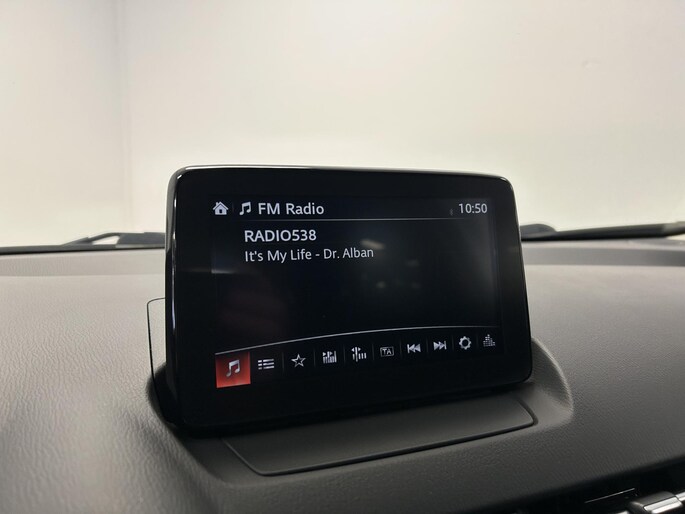 FM Radio 10:50
RADIO538
It's My Life - Dr. Alban
TA